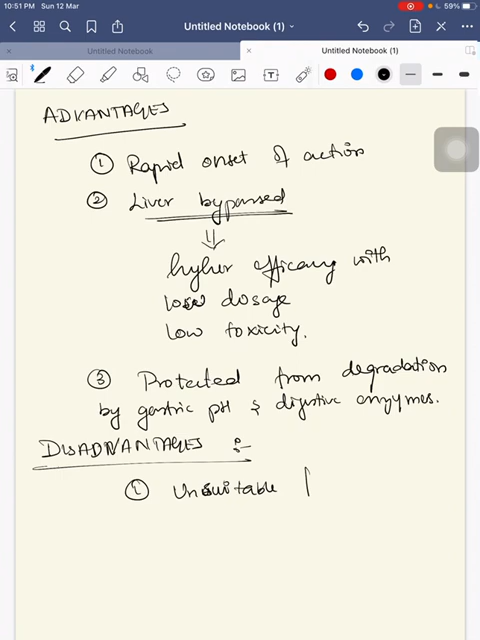 10:51 PM Sun 12 Mar
59%
Untitled Notebook (1)
Untitled Notebook
Untitled Notebook (1)
ADVANTAGES
① Rapid onset of action
② Liver bypassed
⇓
higher efficacy with
low dosage
low toxicity.
③ Protected from degradation
by gastric pH & digestive enzymes.
DISADVANTAGES :-
① Unsuitable